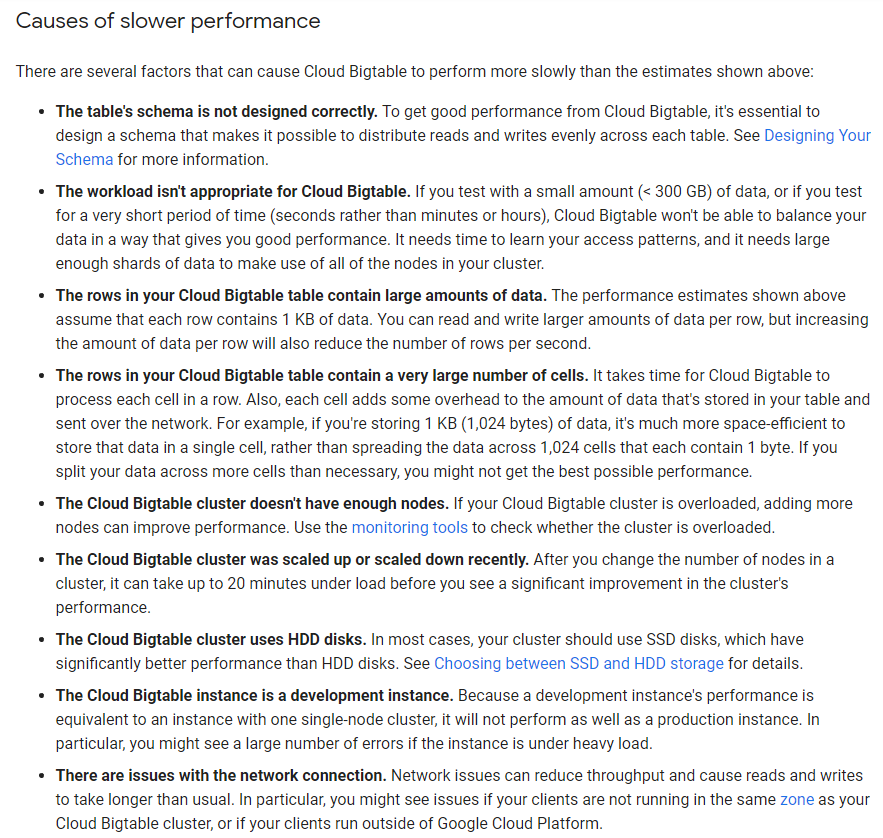 Causes of slower performance
There are several factors that can cause Cloud Bigtable to perform more slowly than the estimates shown above:
• The table's schema is not designed correctly. To get good performance from Cloud Bigtable, it's essential to
design a schema that makes it possible to distribute reads and writes evenly across each table. See Designing Your
Schema for more information.
• The workload isn't appropriate for Cloud Bigtable. If you test with a small amount (< 300 GB) of data, or if you test
for a very short period of time (seconds rather than minutes or hours), Cloud Bigtable won't be able to balance your
data in a way that gives you good performance. It needs time to learn your access patterns, and it needs large
enough shards of data to make use of all of the nodes in your cluster.
• The rows in your Cloud Bigtable table contain large amounts of data. The performance estimates shown above
assume that each row contains 1 KB of data. You can read and write larger amounts of data per row, but increasing
the amount of data per row will also reduce the number of rows per second.
• The rows in your Cloud Bigtable table contain a very large number of cells. It takes time for Cloud Bigtable to
process each cell in a row. Also, each cell adds some overhead to the amount of data that's stored in your table and
sent over the network. For example, if you're storing 1 KB (1,024 bytes) of data, it's much more space-efficient to
store that data in a single cell, rather than spreading the data across 1,024 cells that each contain 1 byte. If you
split your data across more cells than necessary, you might not get the best possible performance.
• The Cloud Bigtable cluster doesn't have enough nodes. If your Cloud Bigtable cluster is overloaded, adding more
nodes can improve performance. Use the monitoring tools to check whether the cluster is overloaded.
• The Cloud Bigtable cluster was scaled up or scaled down recently. After you change the number of nodes in a
cluster, it can take up to 20 minutes under load before you see a significant improvement in the cluster's
performance.
• The Cloud Bigtable cluster uses HDD disks. In most cases, your cluster should use SSD disks, which have
significantly better performance than HDD disks. See Choosing between SSD and HDD storage for details.
• The Cloud Bigtable instance is a development instance. Because a development instance's performance is
equivalent to an instance with one single-node cluster, it will not perform as well as a production instance. In
particular, you might see a large number of errors if the instance is under heavy load.
• There are issues with the network connection. Network issues can reduce throughput and cause reads and writes
to take longer than usual. In particular, you might see issues if your clients are not running in the same zone as your
Cloud Bigtable cluster, or if your clients run outside of Google Cloud Platform.